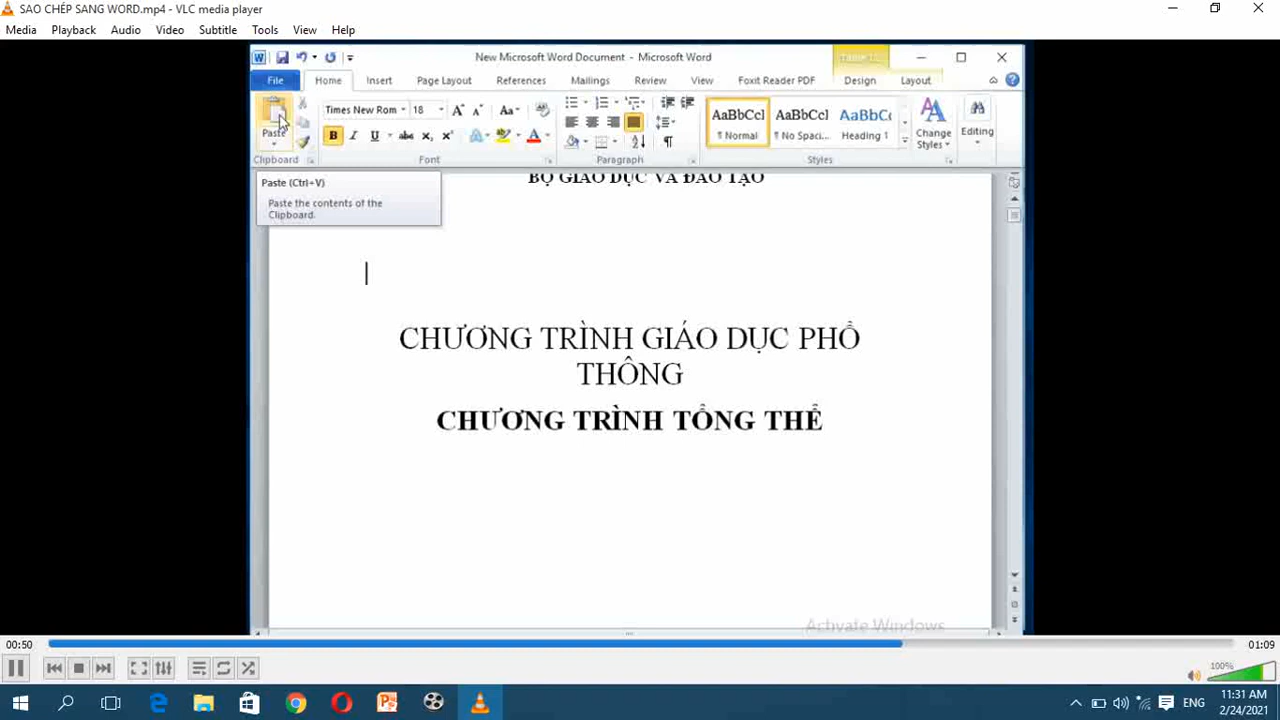 SAO CHÉP SANG WORD.mp4 - VLC media player
Media Playback Audio Video Subtitle Tools View Help
New Microsoft Word Document - Microsoft Word
File Home Insert Page Layout References Mailings Review View Foxit Reader PDF Design Layout
Times New Rom 18
AaBbCcI AaBbCcI AaBbC
Paste
¶ Normal ¶ No Spaci... Heading 1
Change Styles
Editing
Clipboard Font Paragraph Styles
BỘ GIÁO DỤC VÀ ĐÀO TẠO
Paste (Ctrl+V)
Paste the contents of the
Clipboard.
CHƯƠNG TRÌNH GIÁO DỤC PHỔ
THÔNG
CHƯƠNG TRÌNH TỔNG THỂ
Activate Windows
00:50 01:09
100%
ENG
11:31 AM
2/24/2021